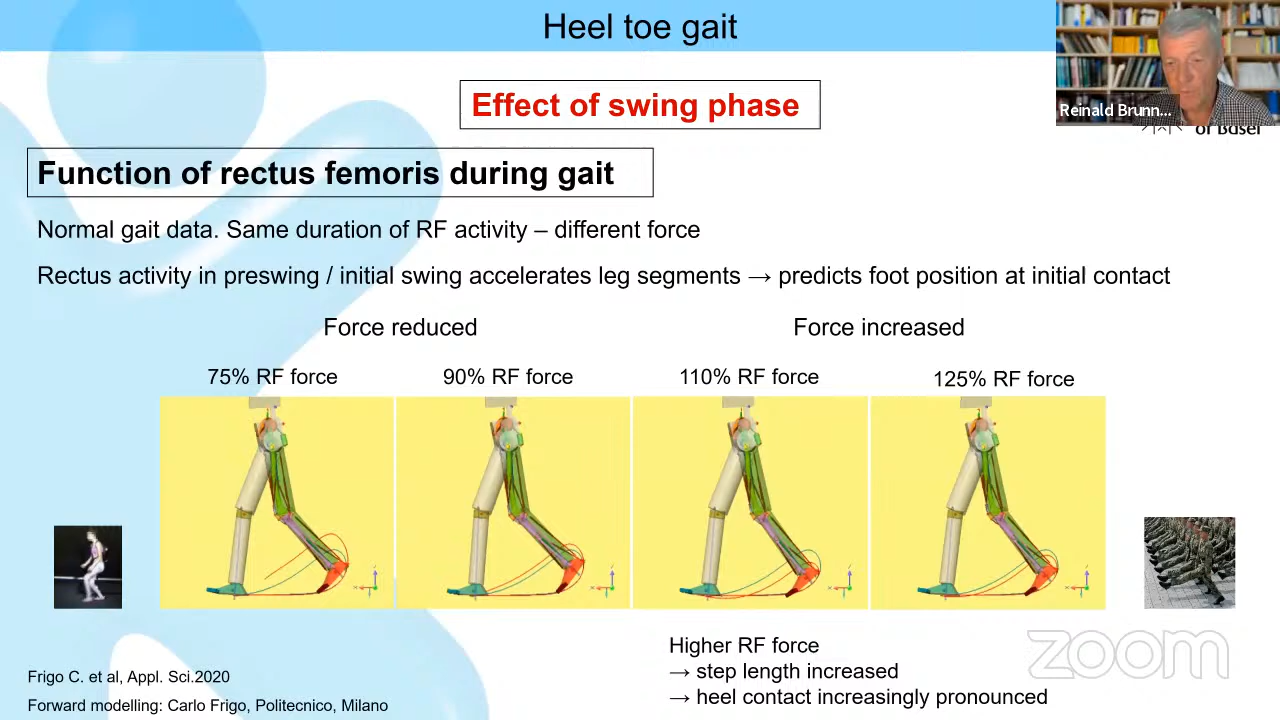 Heel toe gait
Effect of swing phase
Reinald Brunn...
of Basel
Function of rectus femoris during gait
Normal gait data. Same duration of RF activity – different force
Rectus activity in preswing / initial swing accelerates leg segments → predicts foot position at initial contact
Force reduced
Force increased
75% RF force
90% RF force
110% RF force
125% RF force
Higher RF force
→ step length increased
→ heel contact increasingly pronounced
zoom
Frigo C. et al, Appl. Sci.2020
Forward modelling: Carlo Frigo, Politecnico, Milano